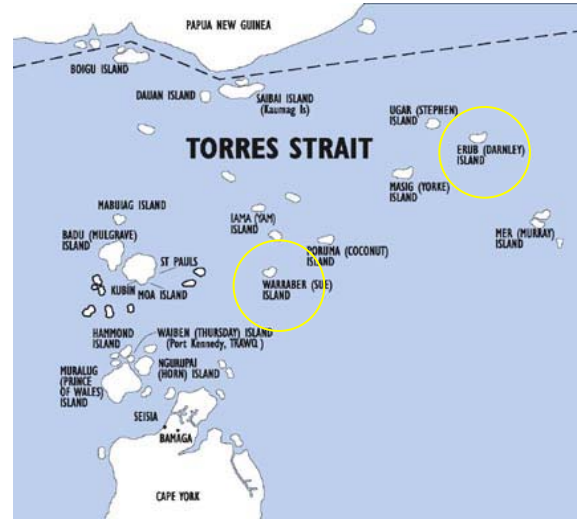 PAPUA NEW GUINEA
BOIGU ISLAND
DAUAN ISLAND
SAIBAI ISLAND
(Kaumag Is)
UGAR (STEPHEN)
ISLAND
ERUB (DARNLEY)
ISLAND
TORRES STRAIT
MASIG (YORKE)
ISLAND
MABUIAG ISLAND
IAMA (YAM)
ISLAND
MER (MURRAY)
ISLAND
BADU (MULGRAVE)
ISLAND
PORUMA (COCONUT)
ISLAND
ST PAULS
KUBIN
MOA ISLAND
WARRABER (SUE)
ISLAND
HAMMOND
ISLAND
WAIBEN (THURSDAY) ISLAND
(Port Kennedy, TRAWQ )
NGURUPAI
(HORN) ISLAND
MURALUG
(PRINCE
OF WALES)
ISLAND
SEISIA
BAMAGA
CAPE YORK